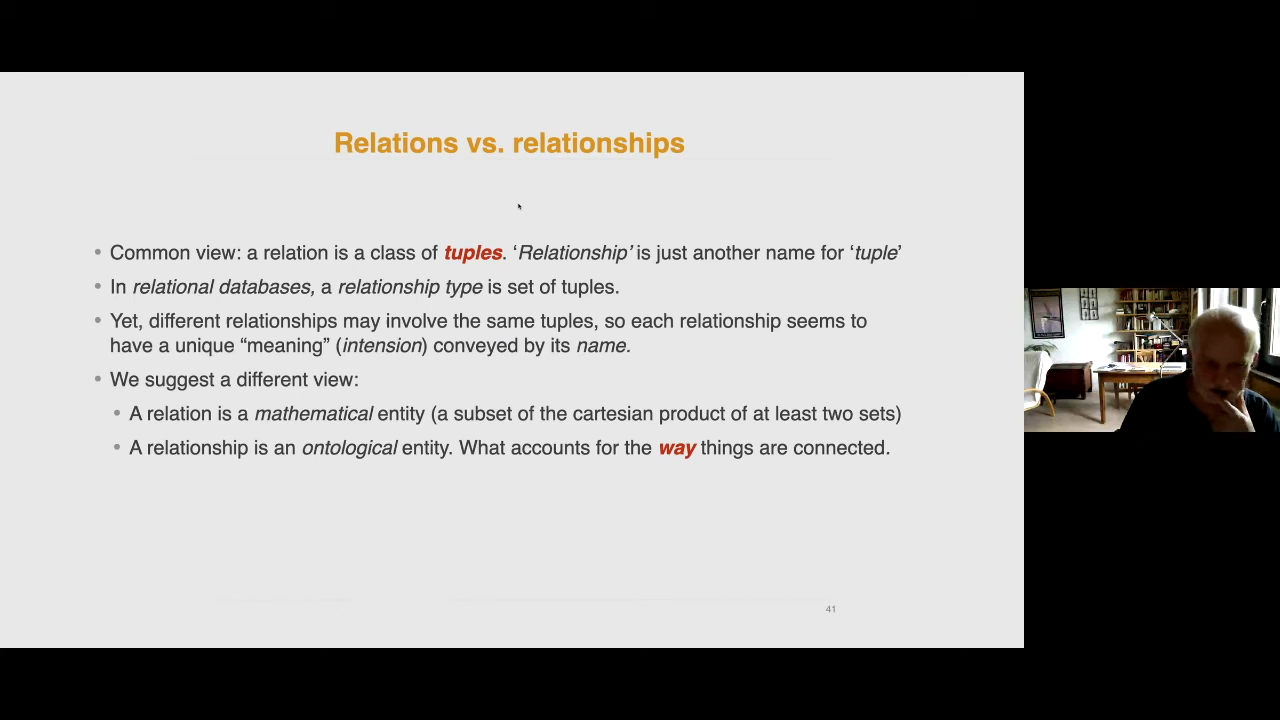 Relations vs. relationships
• Common view: a relation is a class of tuples. ‘Relationship’ is just another name for ‘tuple’
• In relational databases, a relationship type is set of tuples.
• Yet, different relationships may involve the same tuples, so each relationship seems to
have a unique “meaning” (intension) conveyed by its name.
• We suggest a different view:
• A relation is a mathematical entity (a subset of the cartesian product of at least two sets)
• A relationship is an ontological entity. What accounts for the way things are connected.
41